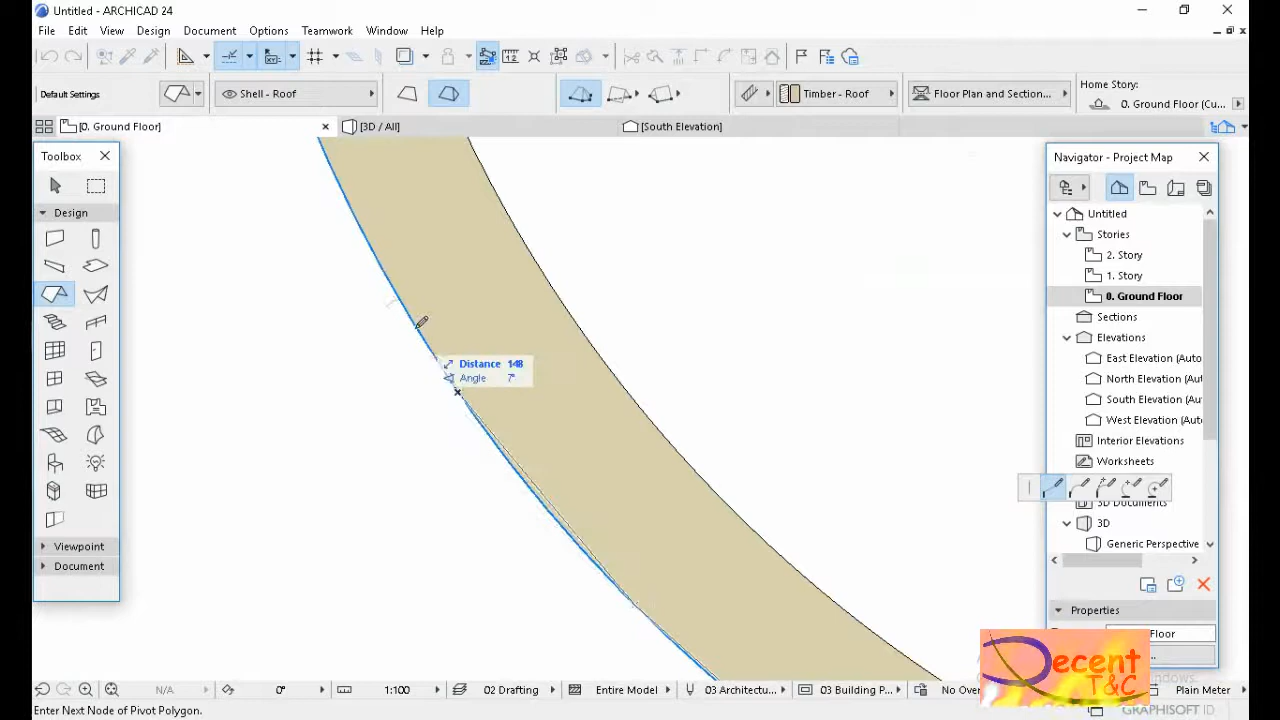 Untitled - ARCHICAD 24
File Edit View Design Document Options Teamwork Window Help
Default Settings
Shell - Roof
Timber - Roof
Floor Plan and Section...
0. Ground Floor (Cu
[0. Ground Floor]
[3D / All]
[South Elevation]
Toolbox
Design
Viewpoint
Document
Distance 148
Angle 7°
Navigator - Project Map
Untitled
Stories
2. Story
1. Story
0. Ground Floor
Sections
Elevations
East Elevation (Auto
North Elevation (Au
South Elevation (Au
West Elevation (Aut
Interior Elevations
Worksheets
3D Documents
3D
Generic Perspective
Properties
Floor
Decent
T&C
N/A
0°
1:100
02 Drafting
Entire Model
03 Architec...
03 Building P...
No Over
Plain Meter
Enter Next Node of Pivot Polygon.
GRAPHISOFT ID